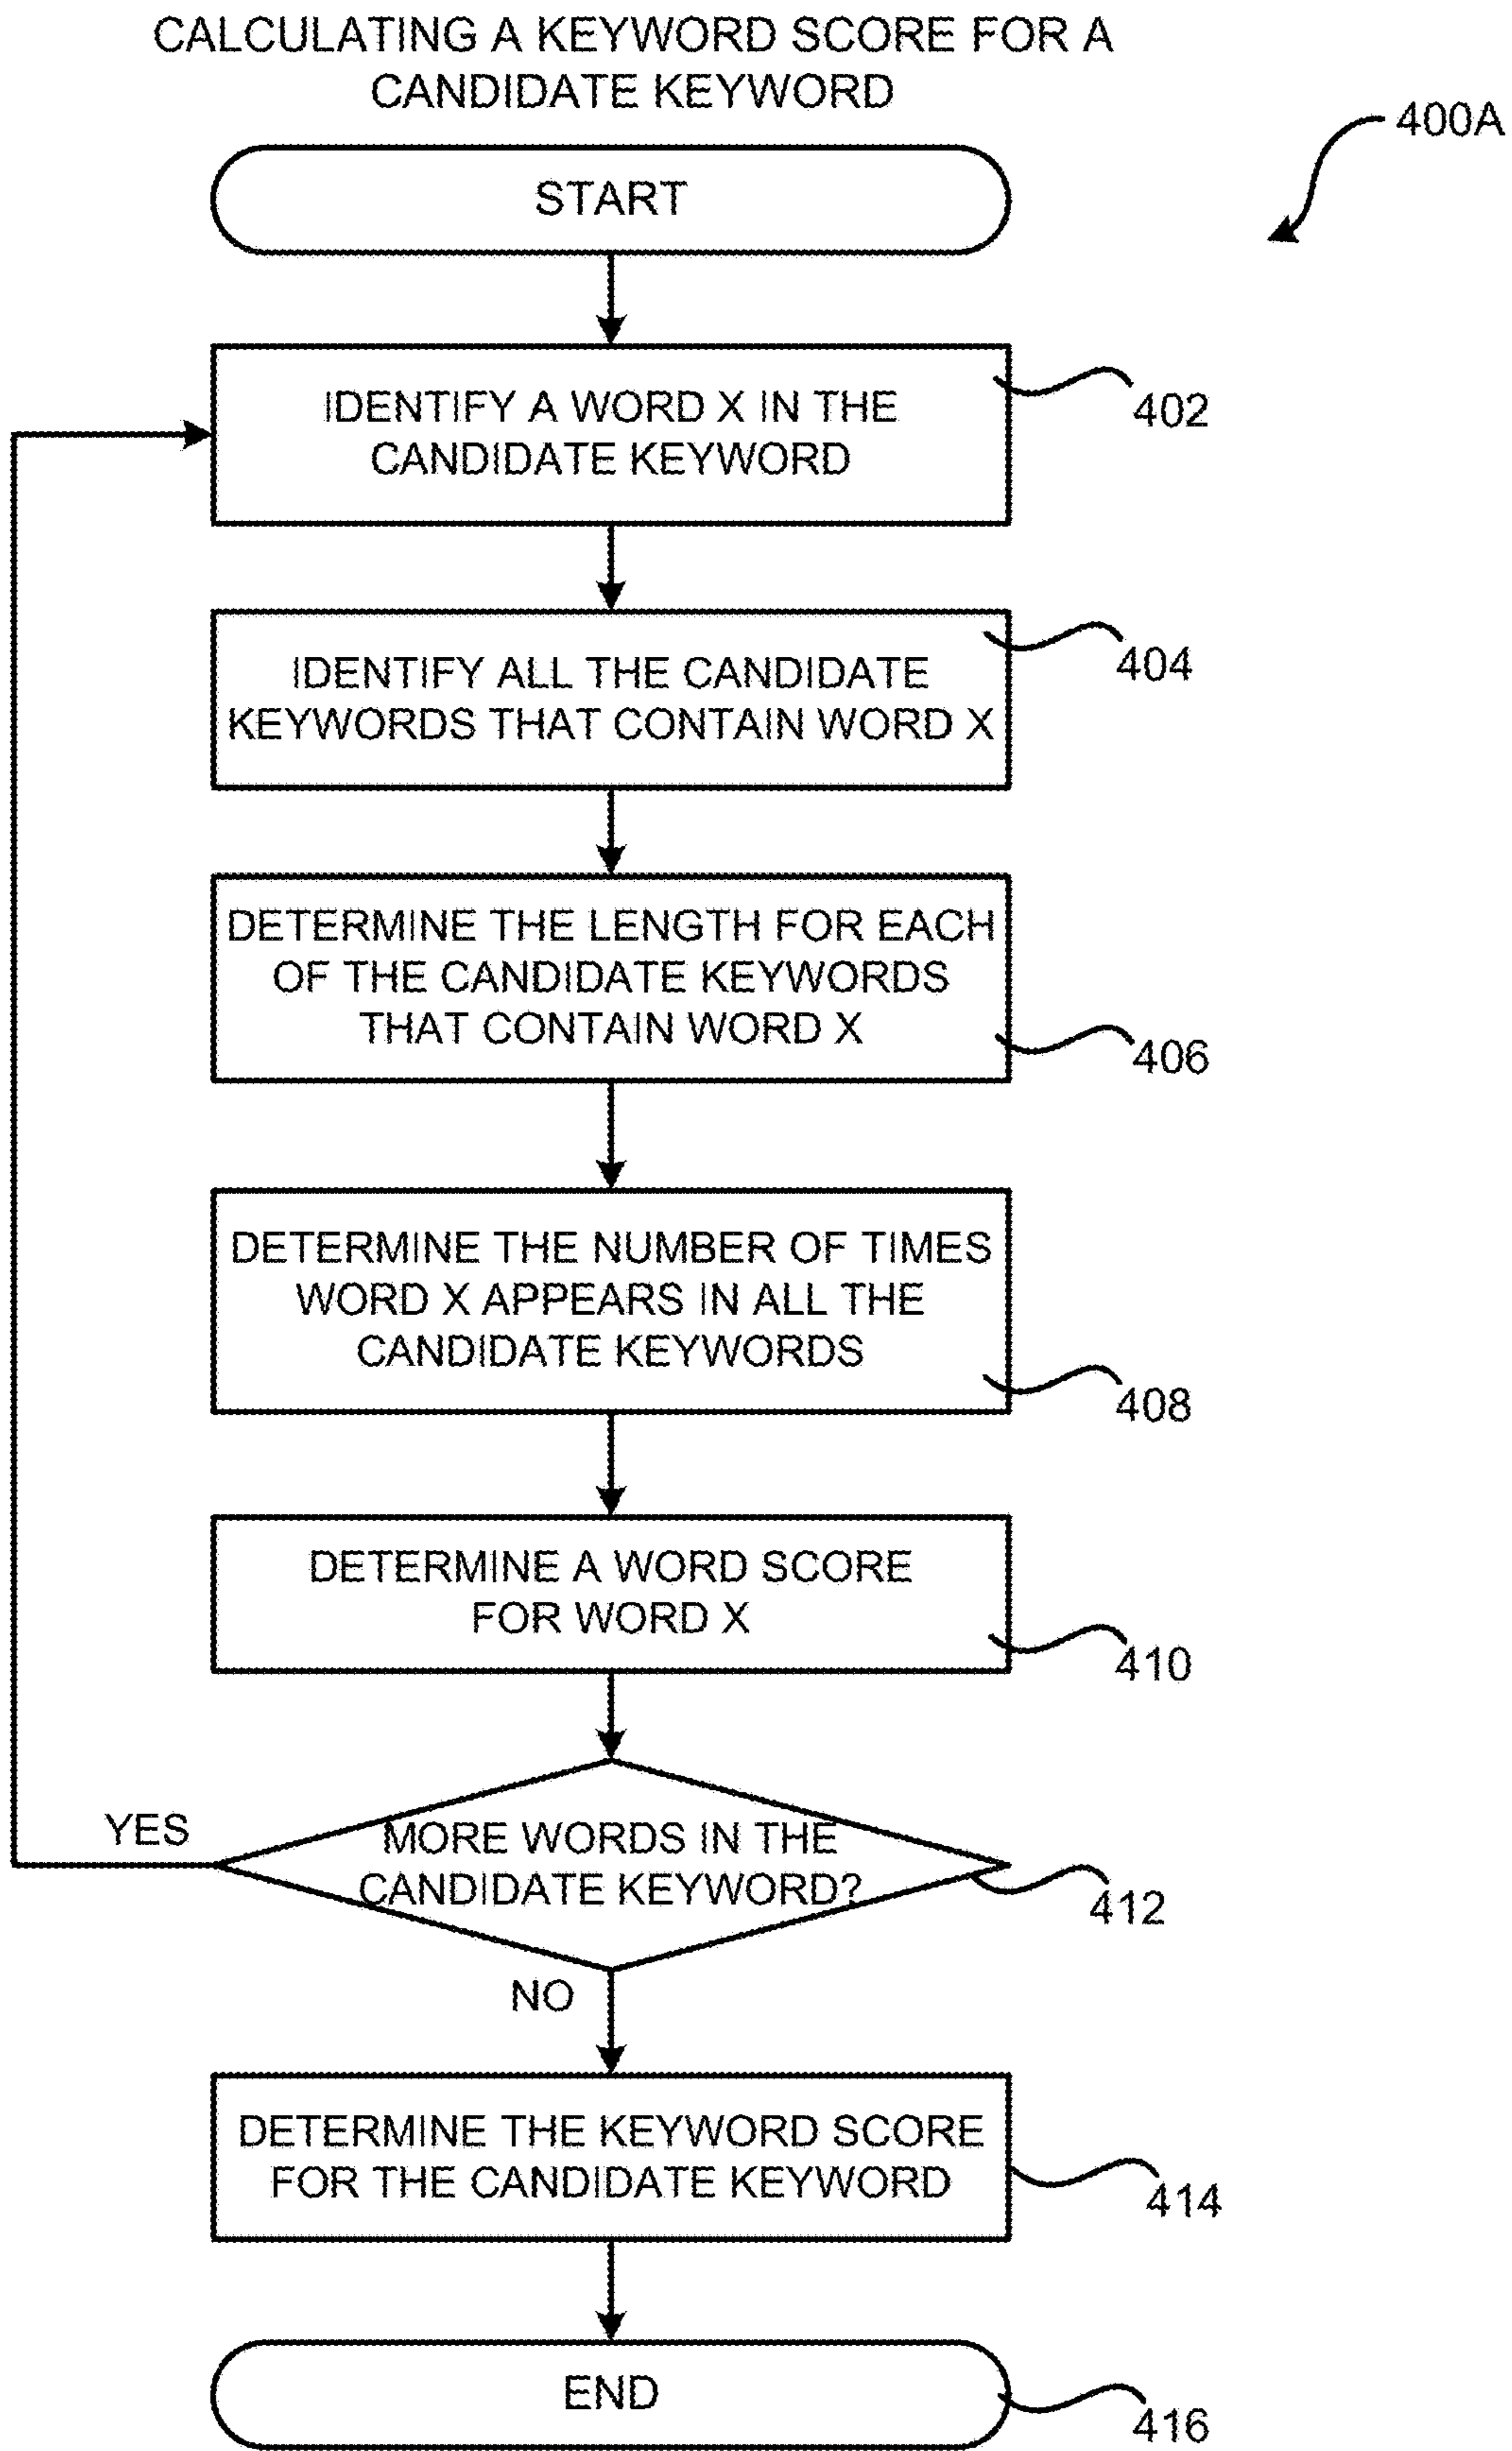 CALCULATING A KEYWORD SCORE FOR A
CANDIDATE KEYWORD
400A
START
IDENTIFY A WORD X IN THE
CANDIDATE KEYWORD
402
IDENTIFY ALL THE CANDIDATE
KEYWORDS THAT CONTAIN WORD X
404
DETERMINE THE LENGTH FOR EACH
OF THE CANDIDATE KEYWORDS
THAT CONTAIN WORD X
406
DETERMINE THE NUMBER OF TIMES
WORD X APPEARS IN ALL THE
CANDIDATE KEYWORDS
408
DETERMINE A WORD SCORE
FOR WORD X
410
YES
MORE WORDS IN THE
CANDIDATE KEYWORD?
412
NO
DETERMINE THE KEYWORD SCORE
FOR THE CANDIDATE KEYWORD
414
END
416